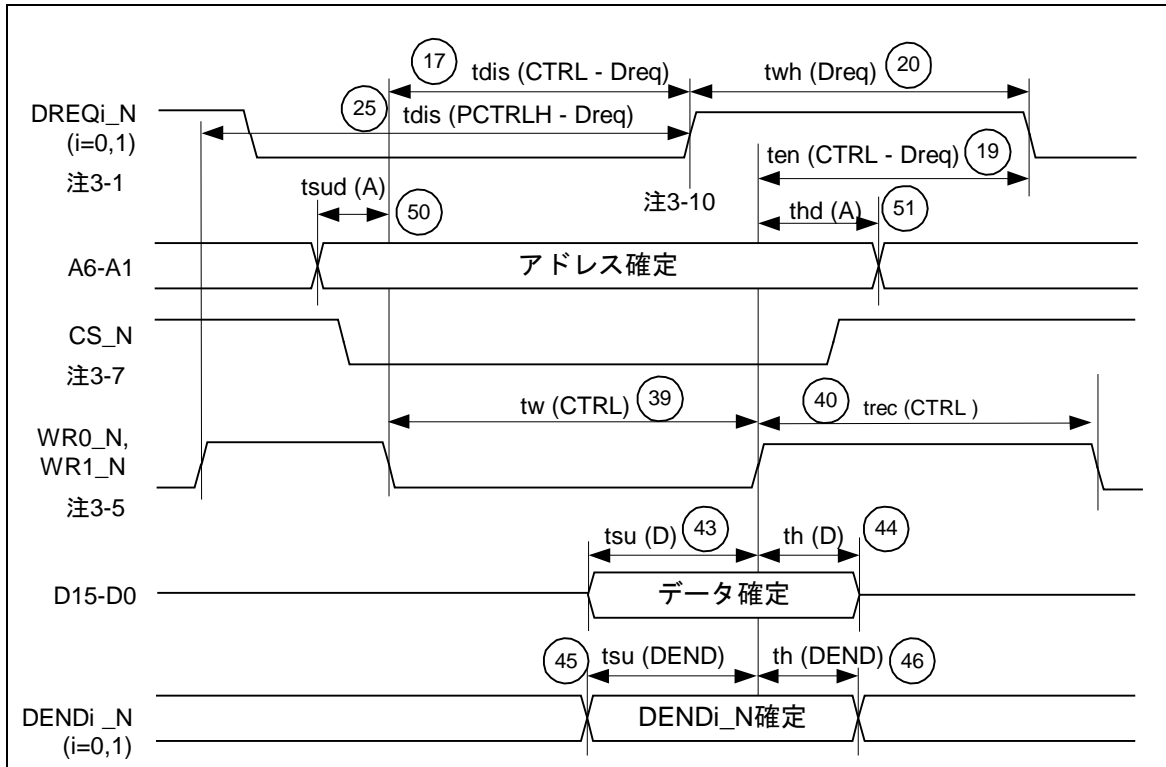 17 tdis (CTRL - Dreq) twh (Dreq) 20
DREQi_N
(i=0,1)
注3-1
25 tdis (PCTRLH - Dreq)
ten (CTRL - Dreq) 19
注3-10
tsud (A) 50
thd (A) 51
A6-A1
アドレス確定
CS_N
注3-7
tw (CTRL) 39
40 trec (CTRL )
WR0_N,
WR1_N
注3-5
tsu (D) 43 th (D) 44
D15-D0
データ確定
45 tsu (DEND) th (DEND) 46
DENDi _N
(i=0,1)
DENDi_N確定